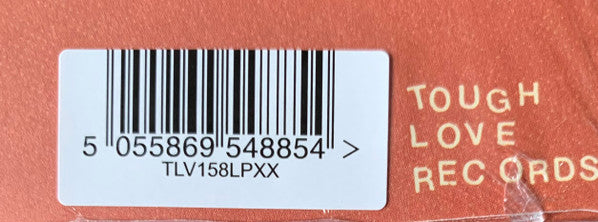 5 055869 548854 >
TLV158LPXX
TOUGH
LOVE
RECORDS